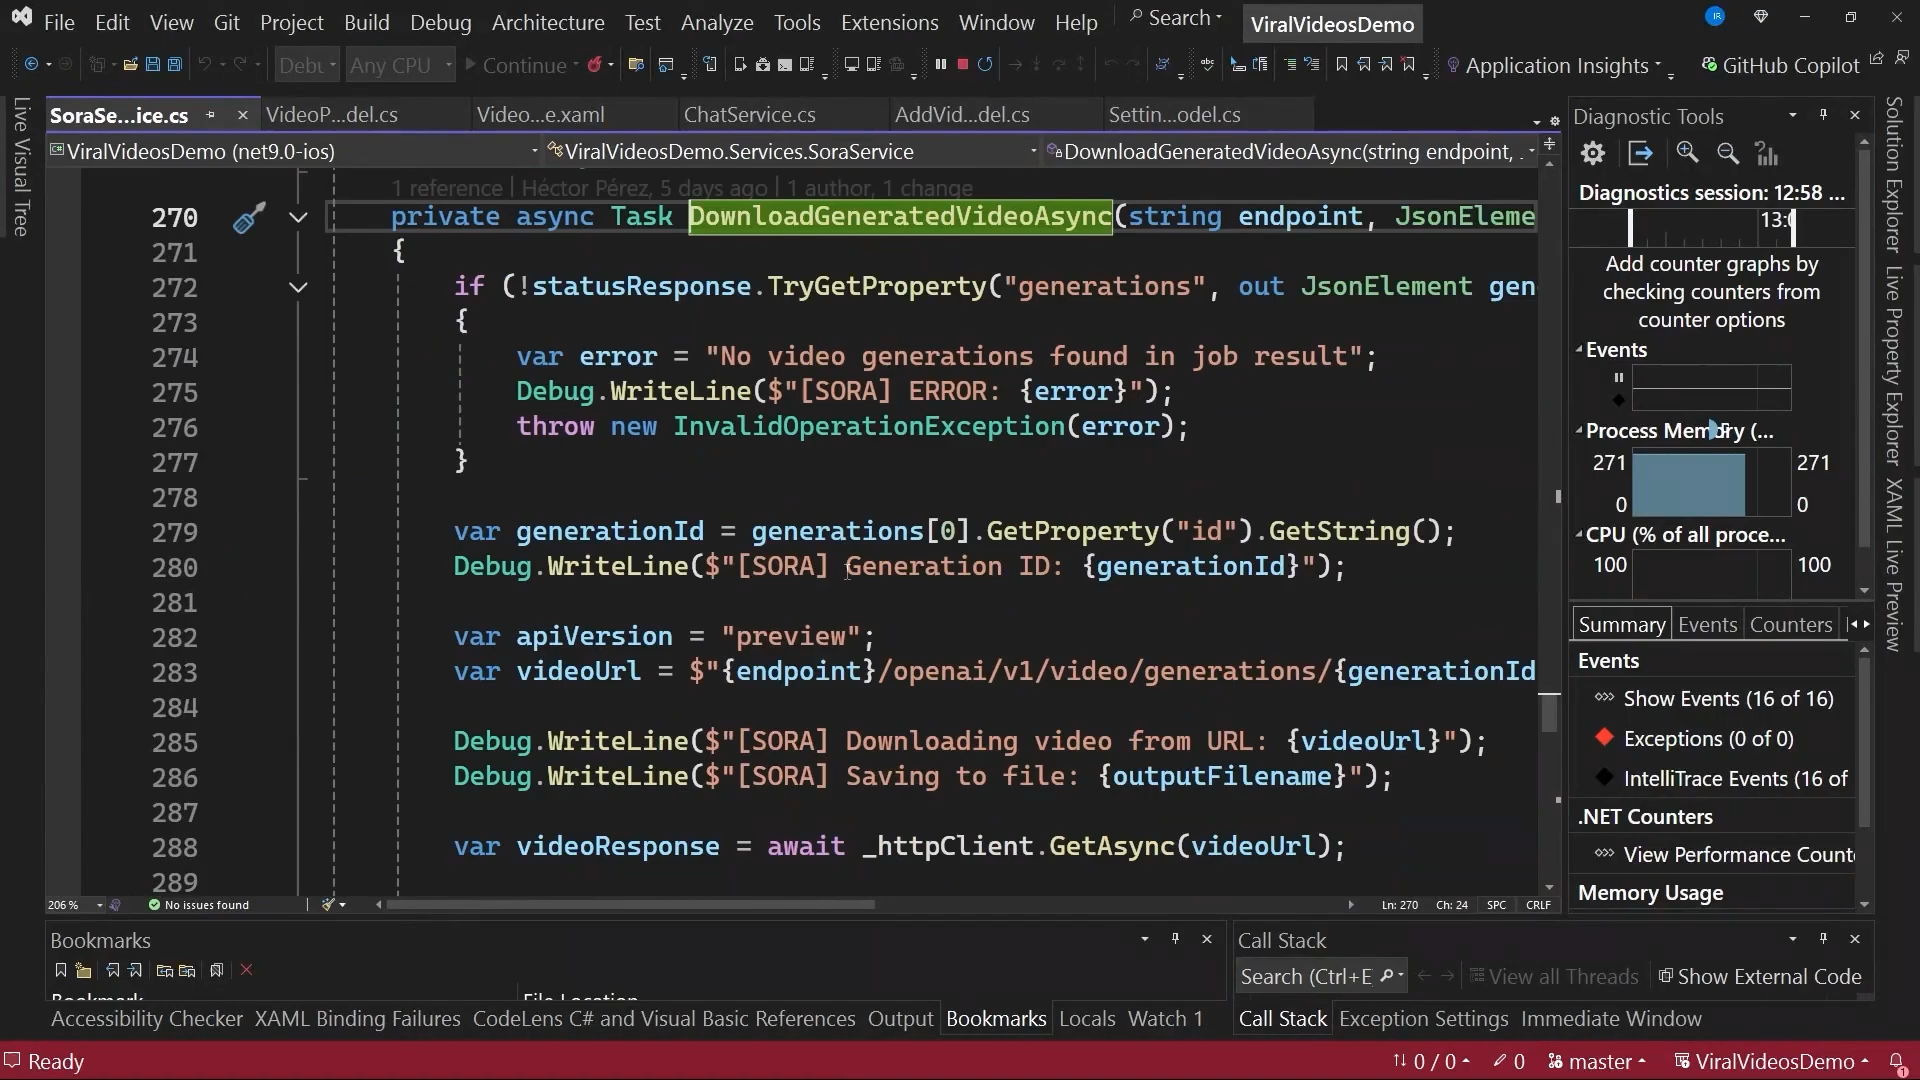 File Edit View Git Project Build Debug Architecture Test Analyze Tools Extensions Window Help Search ViralVideosDemo IR
Debt Any CPU Continue Application Insights GitHub Copilot
Live Visual Tree
SoraSe...ice.cs VideoP...del.cs Video...e.xaml ChatService.cs AddVid...del.cs Settin...odel.cs
ViralVideosDemo (net9.0-ios) ViralVideosDemo.Services.SoraService DownloadGeneratedVideoAsync(string endpoint, .
1 reference | Héctor Pérez, 5 days ago | 1 author, 1 change
270 private async Task DownloadGeneratedVideoAsync(string endpoint, JsonEleme
271 {
272 if (!statusResponse.TryGetProperty("generations", out JsonElement gen
273 {
274 var error = "No video generations found in job result";
275 Debug.WriteLine($"[SORA] ERROR: {error}");
276 throw new InvalidOperationException(error);
277 }
278
279 var generationId = generations[0].GetProperty("id").GetString();
280 Debug.WriteLine($"[SORA] Generation ID: {generationId}");
281
282 var apiVersion = "preview";
283 var videoUrl = $"{endpoint}/openai/v1/video/generations/{generationId
284
285 Debug.WriteLine($"[SORA] Downloading video from URL: {videoUrl}");
286 Debug.WriteLine($"[SORA] Saving to file: {outputFilename}");
287
288 var videoResponse = await _httpClient.GetAsync(videoUrl);
289
206 % No issues found Ln: 270 Ch: 24 SPC CRLF
Diagnostic Tools
Diagnostics session: 12:58 ...
Add counter graphs by
checking counters from
counter options
Events
Process Memory (...
271 271
0 0
CPU (% of all proce...
100 100
Summary Events Counters
Events
Show Events (16 of 16)
Exceptions (0 of 0)
IntelliTrace Events (16 of
.NET Counters
View Performance Count
Memory Usage
Solution Explorer
Live Property Explorer
XAML Live Preview
Bookmarks
Bookmark File Location
Call Stack
Search (Ctrl+E View all Threads Show External Code
Accessibility Checker XAML Binding Failures CodeLens C# and Visual Basic References Output Bookmarks Locals Watch 1
Call Stack Exception Settings Immediate Window
Ready 0 / 0 0 master ViralVideosDemo 1